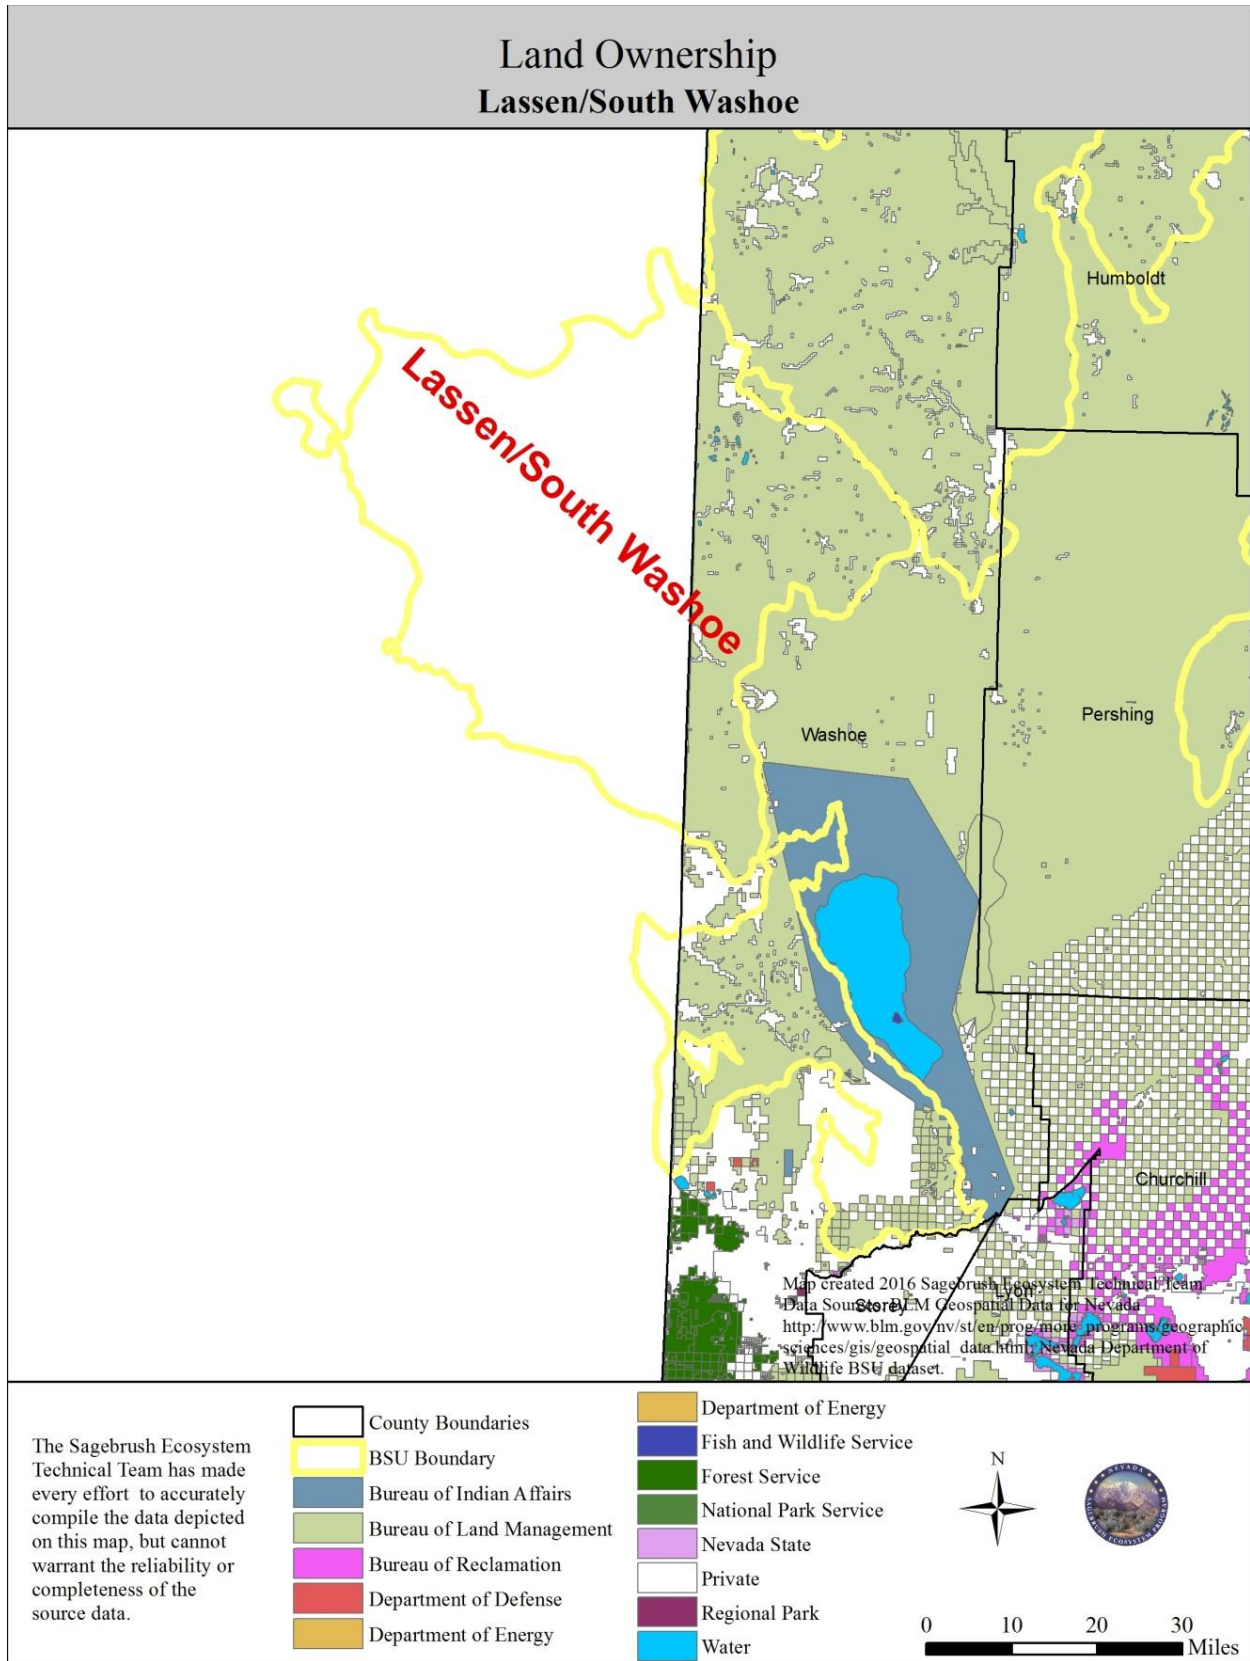 Land Ownership
Lassen/South Washoe
Humboldt
Lassen/South Washoe
Washoe
Pershing
Churchill
Storey
Lyon
Map created 2016 Sagebrush Ecosystem Technical Team
Data Sources: BLM Geospatial Data for Nevada
http://www.blm.gov/nv/st/en/prog/more_programs/geographic_
sciences/gis/geospatial_data.html; Nevada Department of
Wildlife BSU dataset.
The Sagebrush Ecosystem
Technical Team has made
every effort to accurately
compile the data depicted
on this map, but cannot
warrant the reliability or
completeness of the
source data.
County Boundaries
BSU Boundary
Bureau of Indian Affairs
Bureau of Land Management
Bureau of Reclamation
Department of Defense
Department of Energy
Department of Energy
Fish and Wildlife Service
Forest Service
National Park Service
Nevada State
Private
Regional Park
Water
N
NEVADA
SAGEBRUSH ECOSYSTEM PROGRAM
0 10 20 30
Miles